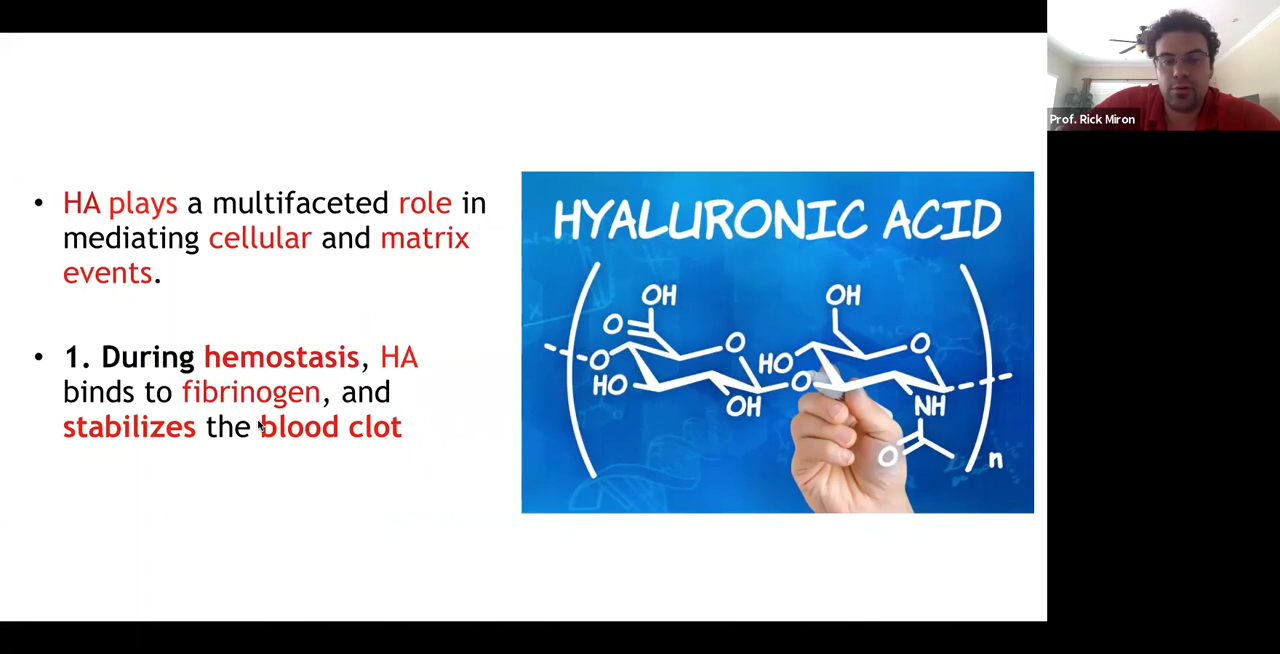 • HA plays a multifaceted role in
mediating cellular and matrix
events.
• 1. During hemostasis, HA
binds to fibrinogen, and
stabilizes the blood clot
HYALURONIC ACID
OH
OH
O
O
O
O
HO
HO
O
OH
NH
O
n
Prof. Rick Miron